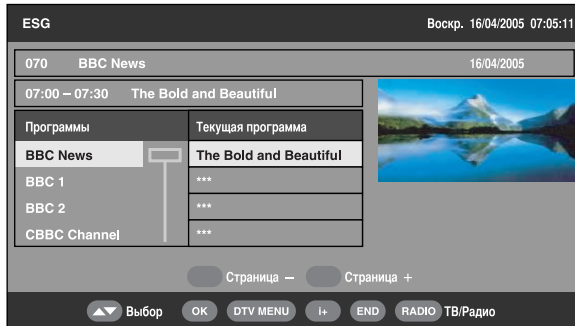 ESG Воскр. 16/04/2005 07:05:11
070 BBC News 16/04/2005
07:00 – 07:30 The Bold and Beautiful
Программы Текущая программа
BBC News The Bold and Beautiful
BBC 1 ***
BBC 2 ***
CBBC Channel ***
Страница – Страница +
▲▼ Выбор OK DTV MENU i+ END RADIO ТВ/Радио